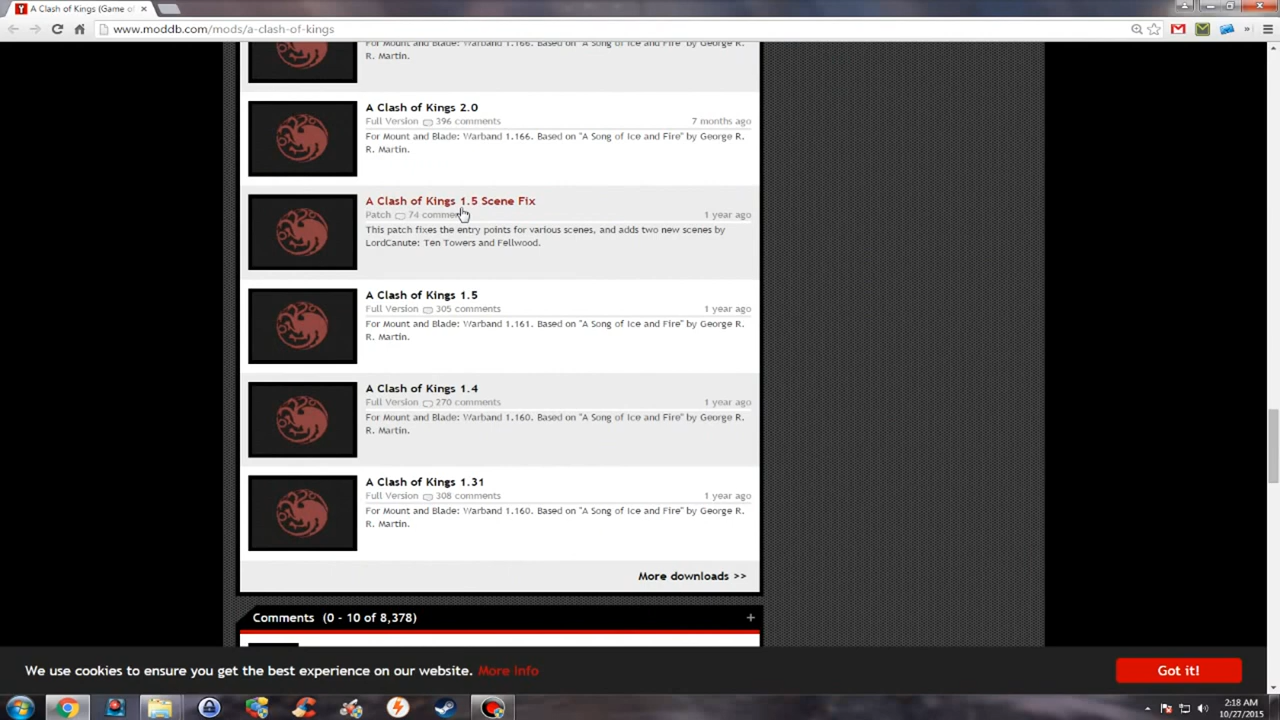 A Clash of Kings (Game of
www.moddb.com/mods/a-clash-of-kings
For Mount and Blade: Warband 1.166. Based on "A Song of Ice and Fire" by George R.
R. Martin.
A Clash of Kings 2.0
Full Version 396 comments 7 months ago
For Mount and Blade: Warband 1.166. Based on "A Song of Ice and Fire" by George R.
R. Martin.
A Clash of Kings 1.5 Scene Fix
Patch 74 comments 1 year ago
This patch fixes the entry points for various scenes, and adds two new scenes by
LordCanute: Ten Towers and Fellwood.
A Clash of Kings 1.5
Full Version 305 comments 1 year ago
For Mount and Blade: Warband 1.161. Based on "A Song of Ice and Fire" by George R.
R. Martin.
A Clash of Kings 1.4
Full Version 270 comments 1 year ago
For Mount and Blade: Warband 1.160. Based on "A Song of Ice and Fire" by George R.
R. Martin.
A Clash of Kings 1.31
Full Version 308 comments 1 year ago
For Mount and Blade: Warband 1.160. Based on "A Song of Ice and Fire" by George R.
R. Martin.
More downloads >>
Comments (0 - 10 of 8,378) +
We use cookies to ensure you get the best experience on our website. More Info
Got it!
2:18 AM
10/27/2015